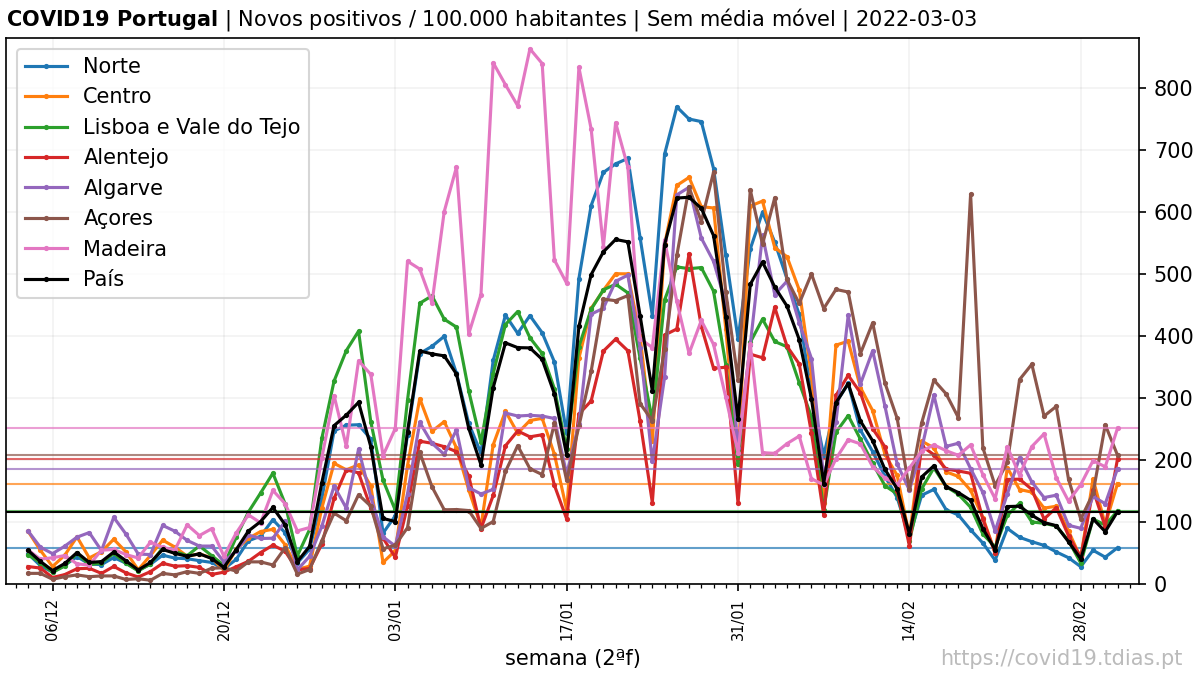 COVID19 Portugal | Novos positivos / 100.000 habitantes | Sem média móvel | 2022-03-03
Norte
Centro
Lisboa e Vale do Tejo
Alentejo
Algarve
Açores
Madeira
País
800
700
600
500
400
300
200
100
0
06/12
20/12
03/01
17/01
31/01
14/02
28/02
semana (2ªf)
https://covid19.tdias.pt